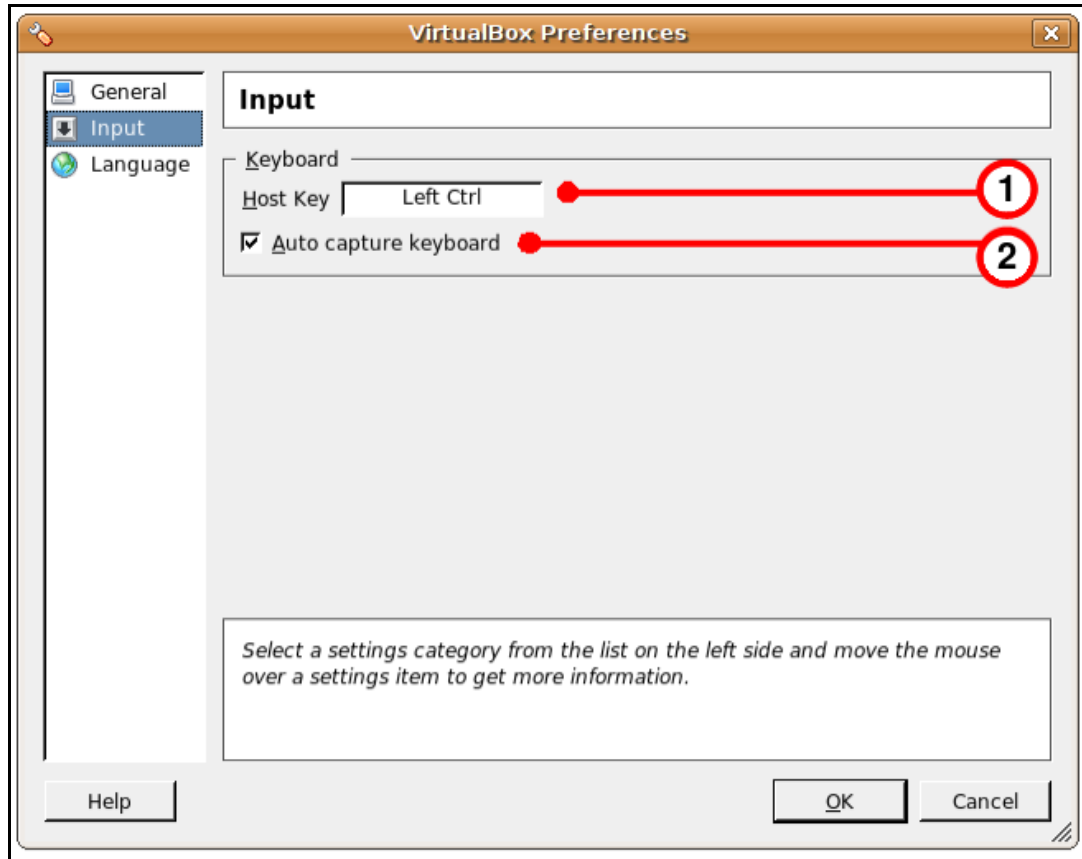 VirtualBox Preferences
General
Input
Language
Input
Keyboard
Host Key Left Ctrl
1
Auto capture keyboard
2
Select a settings category from the list on the left side and move the mouse
over a settings item to get more information.
Help
OK
Cancel